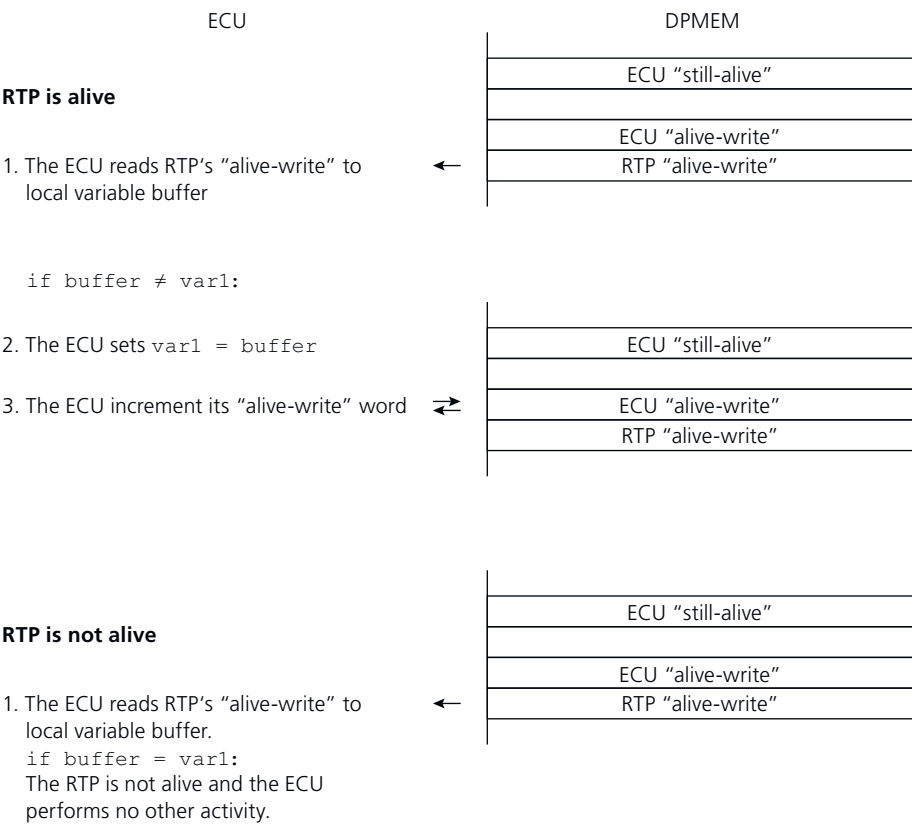 ECU
DPMEM
ECU “still-alive”
RTP is alive
ECU “alive-write”
1. The ECU reads RTP’s “alive-write” to
RTP “alive-write”
local variable buffer
if buffer ≠ var1:
2. The ECU sets var1 = buffer
ECU “still-alive”
3. The ECU increment its “alive-write” word
ECU “alive-write”
RTP “alive-write”
ECU “still-alive”
RTP is not alive
ECU “alive-write”
1. The ECU reads RTP’s “alive-write” to
RTP “alive-write”
local variable buffer.
if buffer = var1:
The RTP is not alive and the ECU
performs no other activity.